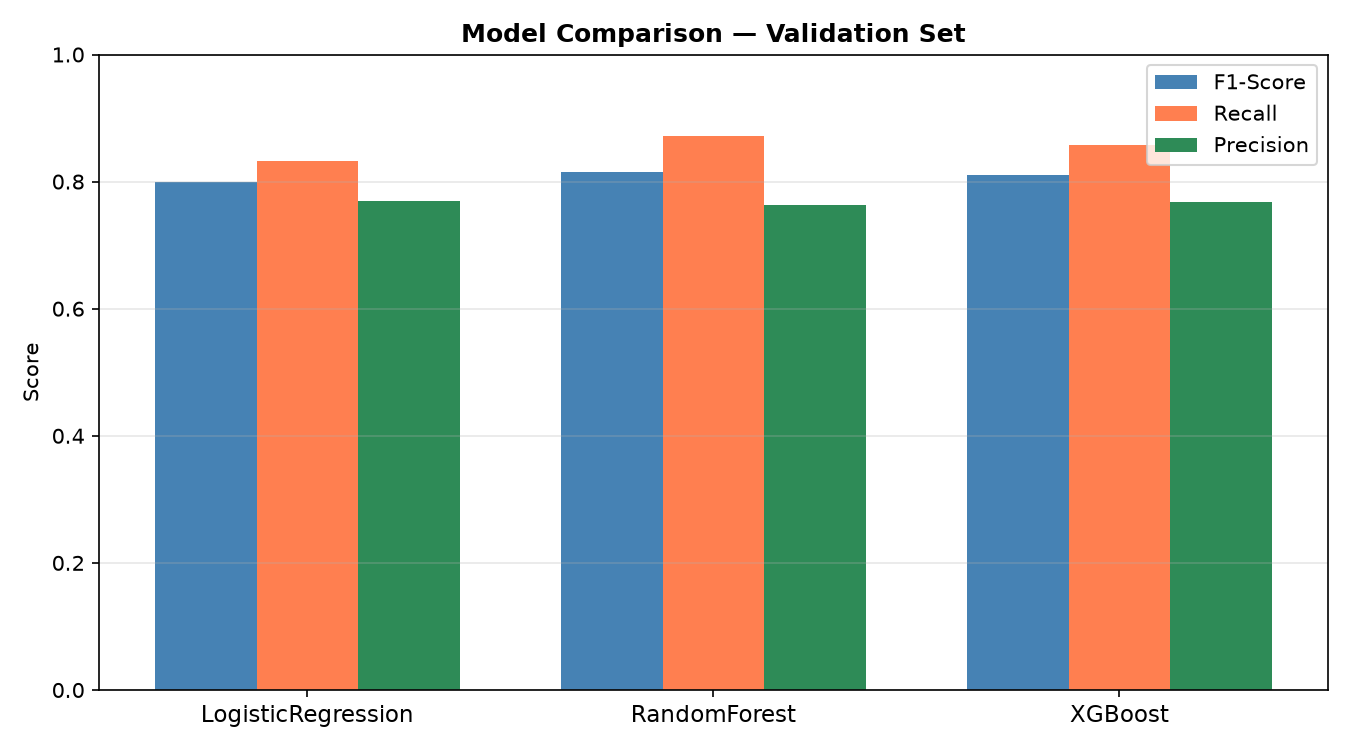 Model Comparison — Validation Set
1.0
0.8
0.6
0.4
0.2
0.0
Score
F1-Score
Recall
Precision
LogisticRegression
RandomForest
XGBoost